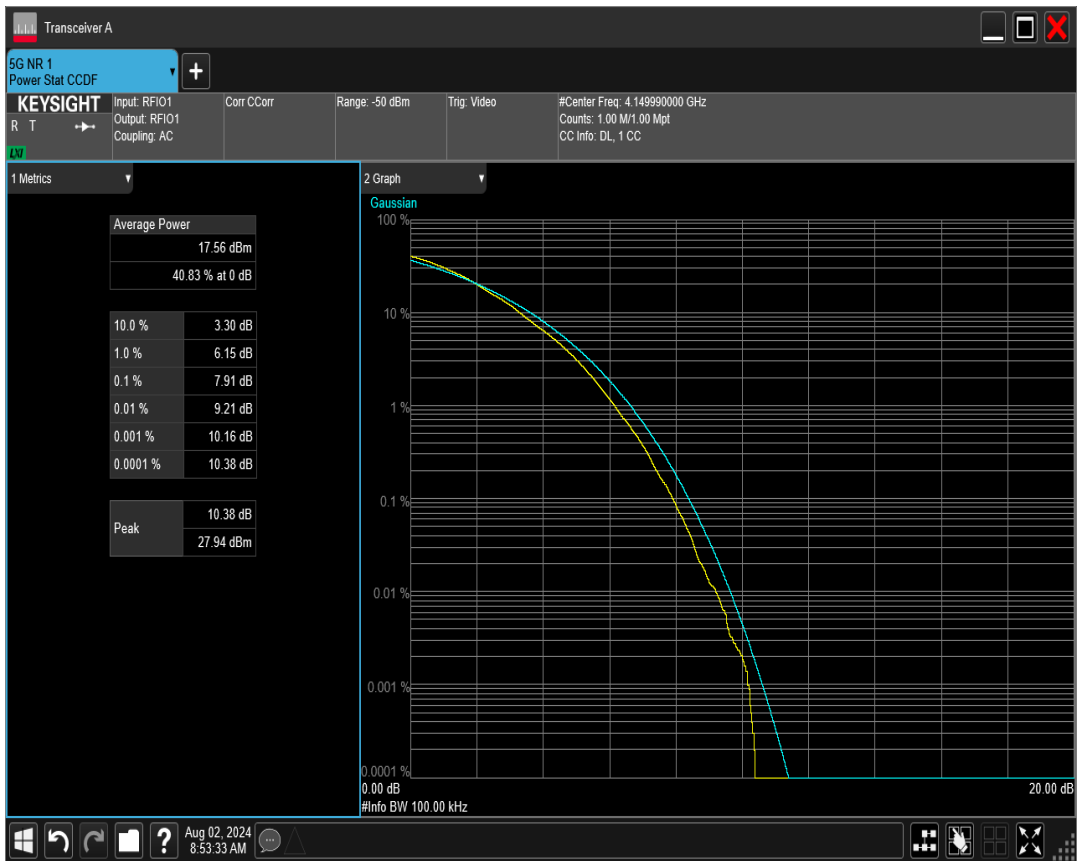 Transceiver A
5G NR 1
Power Stat CCDF
KEYSIGHT
R T
LXI
Input: RFIO1
Output: RFIO1
Coupling: AC
Corr CCorr
Range: -50 dBm
Trig: Video
#Center Freq: 4.149990000 GHz
Counts: 1.00 M/1.00 Mpt
CC Info: DL, 1 CC
1 Metrics
Average Power
17.56 dBm
40.83 % at 0 dB
10.0 % 3.30 dB
1.0 % 6.15 dB
0.1 % 7.91 dB
0.01 % 9.21 dB
0.001 % 10.16 dB
0.0001 % 10.38 dB
Peak 10.38 dB
27.94 dBm
2 Graph
Gaussian
100 %
10 %
1 %
0.1 %
0.01 %
0.001 %
0.0001 %
0.00 dB 20.00 dB
#Info BW 100.00 kHz
Aug 02, 2024
8:53:33 AM